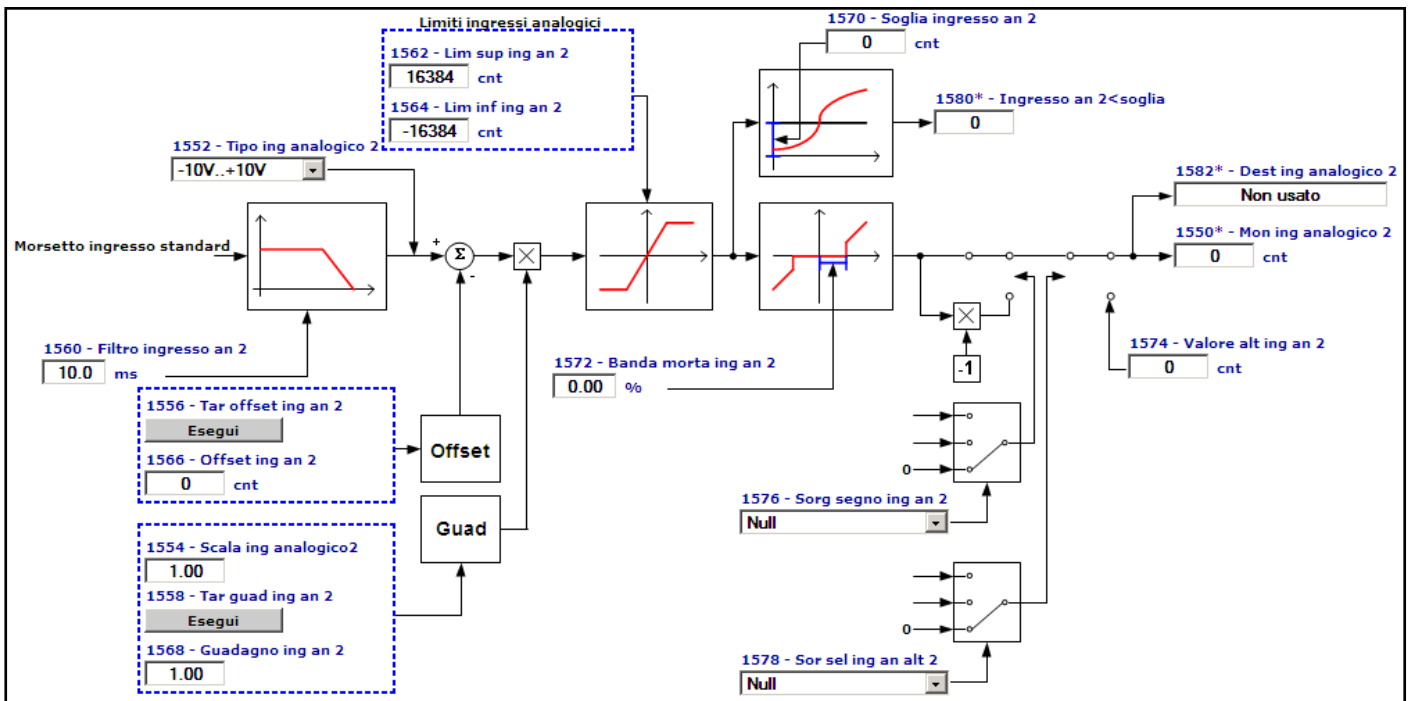 Limiti ingressi analogici
1562 - Lim sup ing an 2
16384 cnt
1564 - Lim inf ing an 2
-16384 cnt
1570 - Soglia ingresso an 2
0 cnt
1580* - Ingresso an 2<soglia
0
1552 - Tipo ing analogico 2
-10V..+10V
1582* - Dest ing analogico 2
Non usato
Morsetto ingresso standard
+
Σ
-
×
1550* - Mon ing analogico 2
0 cnt
×
-1
1560 - Filtro ingresso an 2
10.0 ms
1572 - Banda morta ing an 2
0.00 %
1574 - Valore alt ing an 2
0 cnt
1556 - Tar offset ing an 2
Esegui
1566 - Offset ing an 2
0 cnt
Offset
0
1576 - Sorg segno ing an 2
Null
Guad
1554 - Scala ing analogico2
1.00
1558 - Tar guad ing an 2
Esegui
1568 - Guadagno ing an 2
1.00
0
1578 - Sor sel ing an alt 2
Null